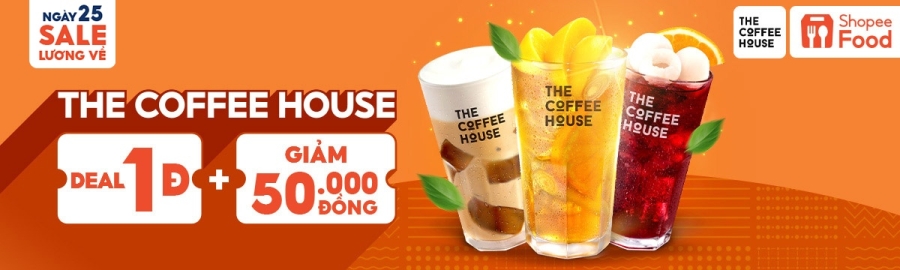 NGÀY 25
SALE
LƯƠNG VỀ
THE COFFEE HOUSE
DEAL 1Đ
+
GIẢM
50.000
ĐỒNG
THE
COFFEE
HOUSE
THE
COFFEE
HOUSE
THE
COFFEE
HOUSE
THE
COFFEE
HOUSE
Shopee
Food